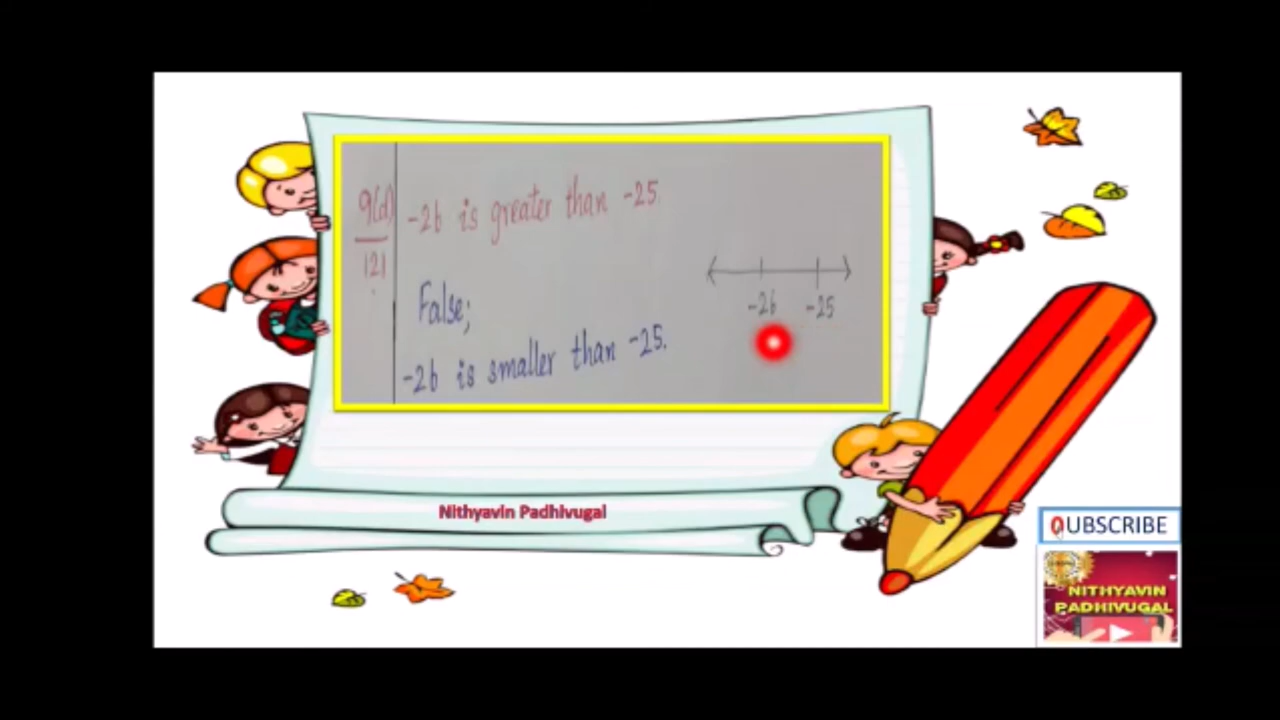 9(d)
121
-26 is greater than -25.
False;
-26 is smaller than -25.
-26 -25
Nithyavin Padhivugal
UBSCRIBE
NITHYAVIN
PADHIVUGAL